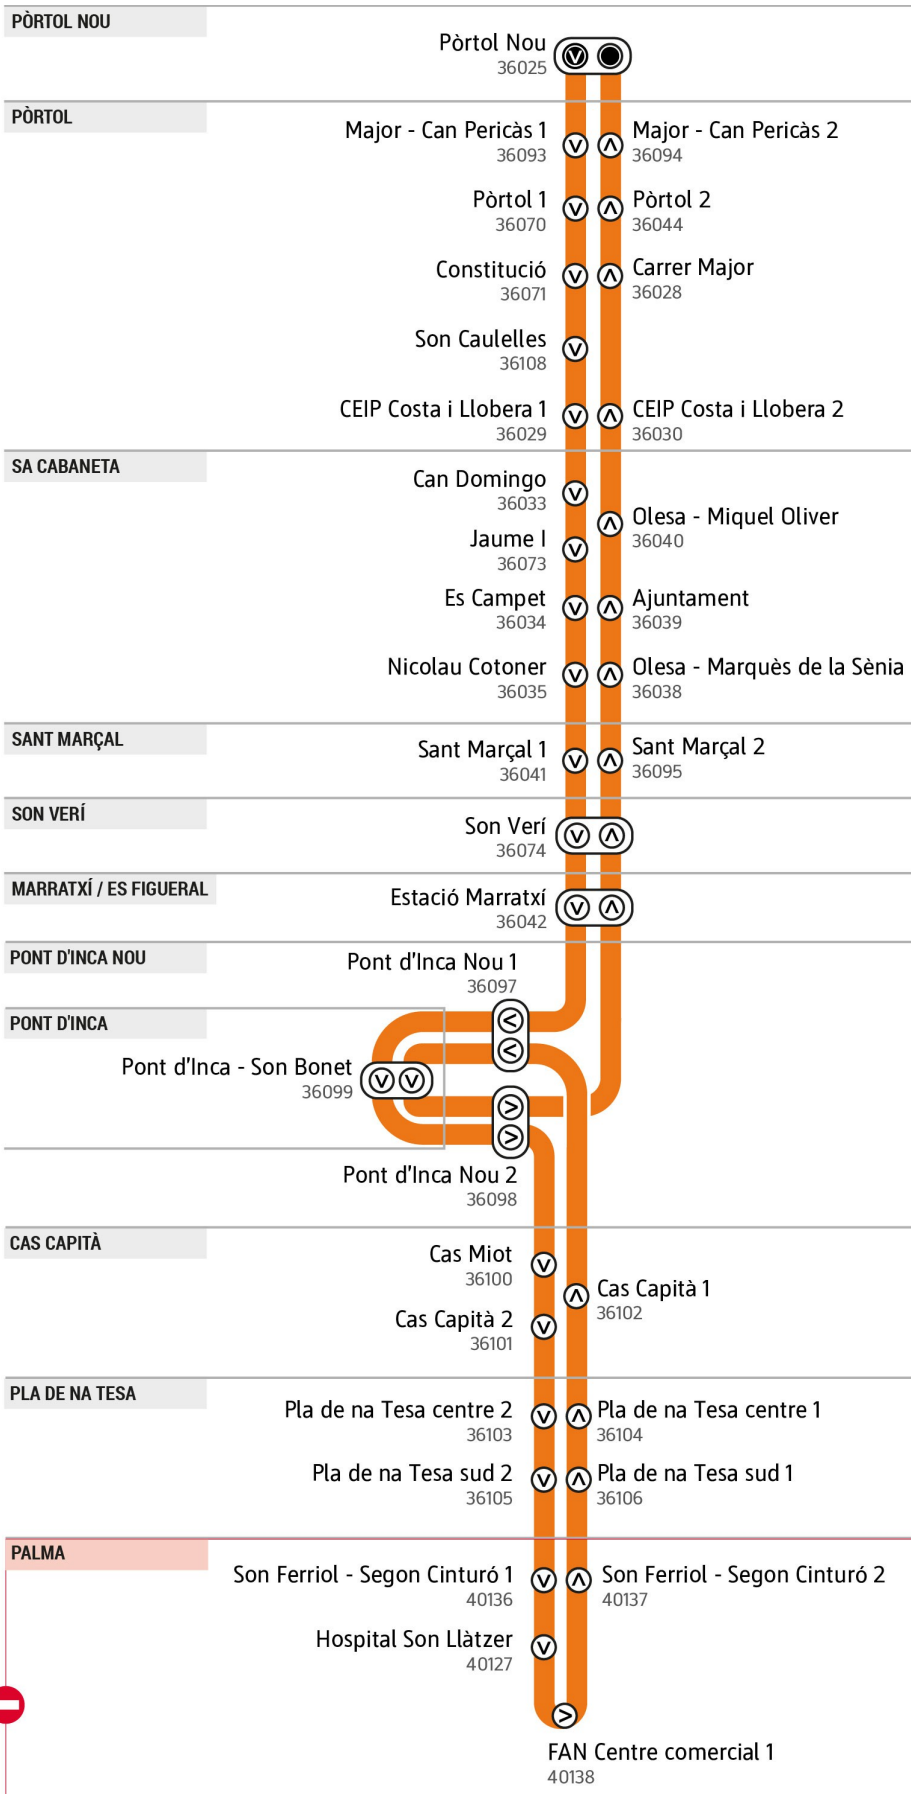 PÒRTOL NOU
Pòrtol Nou
36025
PÒRTOL
Major - Can Pericàs 1
36093
Major - Can Pericàs 2
36094
Pòrtol 1
36070
Pòrtol 2
36044
Constitució
36071
Carrer Major
36028
Son Caulelles
36108
CEIP Costa i Llobera 1
36029
CEIP Costa i Llobera 2
36030
SA CABANETA
Can Domingo
36033
Olesa - Miquel Oliver
36040
Jaume I
36073
Es Campet
36034
Ajuntament
36039
Nicolau Cotoner
36035
Olesa - Marquès de la Sènia
36038
SANT MARÇAL
Sant Marçal 1
36041
Sant Marçal 2
36095
SON VERÍ
Son Verí
36074
MARRATXÍ / ES FIGUERAL
Estació Marratxí
36042
PONT D'INCA NOU
Pont d'Inca Nou 1
36097
PONT D'INCA
Pont d'Inca - Son Bonet
36099
Pont d'Inca Nou 2
36098
CAS CAPITÀ
Cas Miot
36100
Cas Capità 1
36102
Cas Capità 2
36101
PLA DE NA TESA
Pla de na Tesa centre 2
36103
Pla de na Tesa centre 1
36104
Pla de na Tesa sud 2
36105
Pla de na Tesa sud 1
36106
PALMA
Son Ferriol - Segon Cinturó 1
40136
Son Ferriol - Segon Cinturó 2
40137
Hospital Son Llàtzer
40127
FAN Centre comercial 1
40138